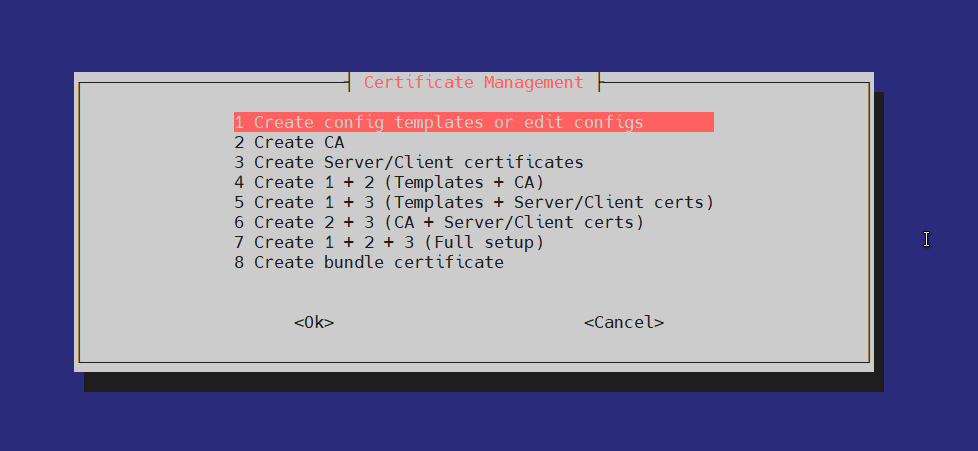 Certificate Management
1 Create config templates or edit configs
2 Create CA
3 Create Server/Client certificates
4 Create 1 + 2 (Templates + CA)
5 Create 1 + 3 (Templates + Server/Client certs)
6 Create 2 + 3 (CA + Server/Client certs)
7 Create 1 + 2 + 3 (Full setup)
8 Create bundle certificate
<Ok> <Cancel>